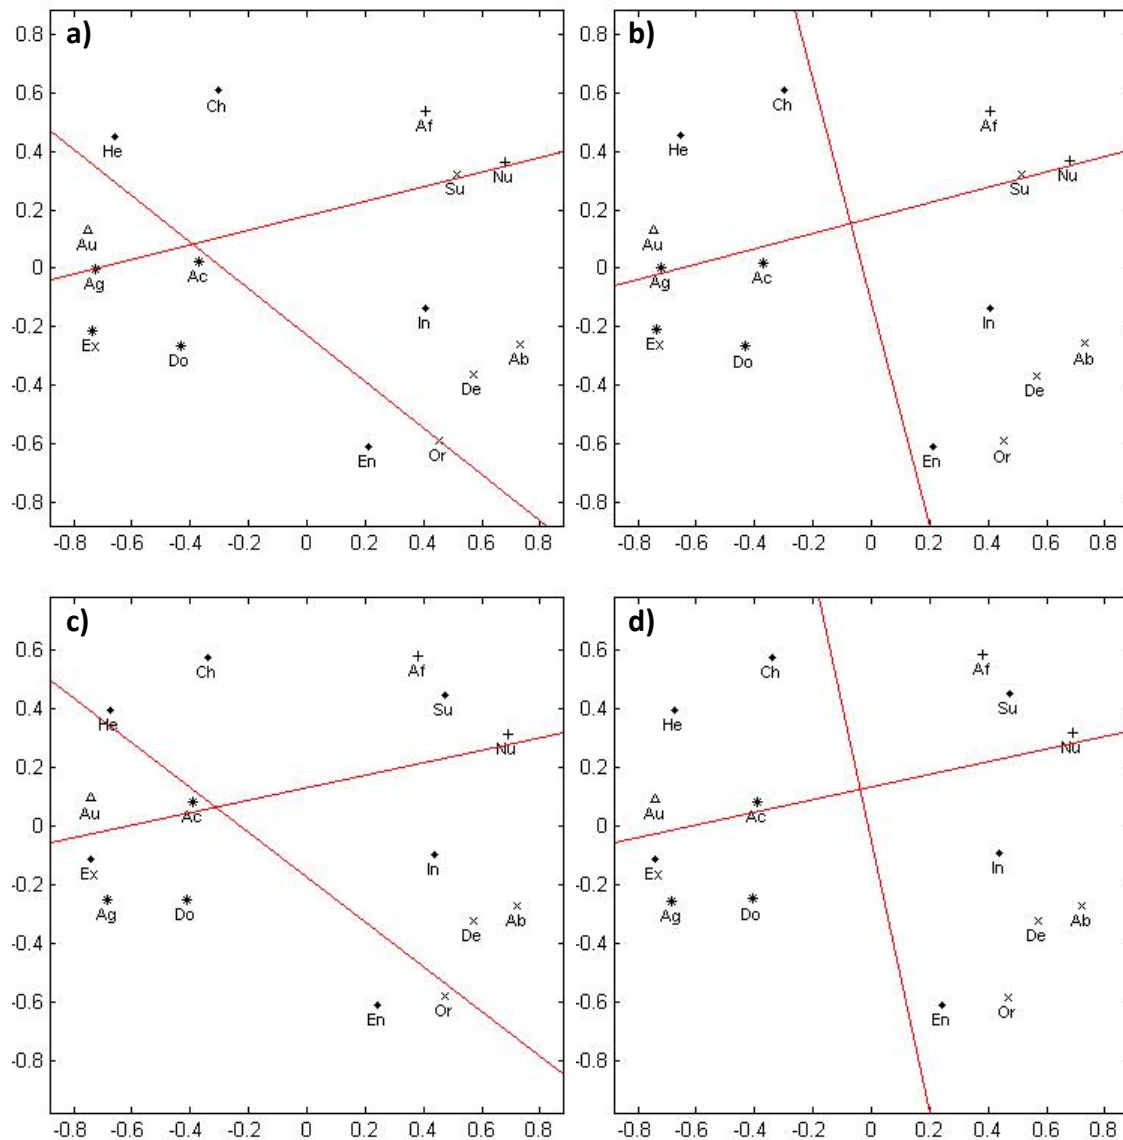 a)
0.8
0.6
0.4
0.2
0
-0.2
-0.4
-0.6
-0.8
Ch
Af
He
Su
Nu
Au
Ag
Ac
Ex
Do
In
Ab
De
En
Or
-0.8 -0.6 -0.4 -0.2 0 0.2 0.4 0.6 0.8
b)
0.8
0.6
0.4
0.2
0
-0.2
-0.4
-0.6
-0.8
Ch
Af
He
Su
Nu
Au
Ag
Ac
Ex
Do
In
Ab
De
En
Or
-0.8 -0.6 -0.4 -0.2 0 0.2 0.4 0.6 0.8
c)
0.6
0.4
0.2
0
-0.2
-0.4
-0.6
-0.8
Ch
Af
He
Su
Nu
Au
Ac
Ex
In
Ag
Do
Ab
De
En
Or
-0.8 -0.6 -0.4 -0.2 0 0.2 0.4 0.6 0.8
d)
0.6
0.4
0.2
0
-0.2
-0.4
-0.6
-0.8
Ch
Af
He
Su
Nu
Au
Ac
Ex
In
Ag
Do
Ab
De
En
Or
-0.8 -0.6 -0.4 -0.2 0 0.2 0.4 0.6 0.8